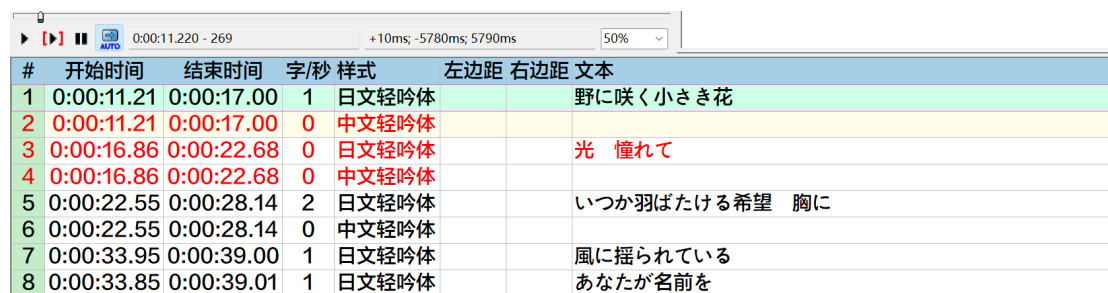 AUTO 0:00:11.220 - 269 +10ms; -5780ms; 5790ms 50%
# 开始时间 结束时间 字/秒 样式 左边距 右边距 文本
1 0:00:11.21 0:00:17.00 1 日文轻吟体 野に咲く小さき花
2 0:00:11.21 0:00:17.00 0 中文轻吟体
3 0:00:16.86 0:00:22.68 0 日文轻吟体 光　憧れて
4 0:00:16.86 0:00:22.68 0 中文轻吟体
5 0:00:22.55 0:00:28.14 2 日文轻吟体 いつか羽ばたける希望　胸に
6 0:00:22.55 0:00:28.14 0 中文轻吟体
7 0:00:33.95 0:00:39.00 1 日文轻吟体 風に揺られている
8 0:00:33.85 0:00:39.01 1 日文轻吟体 あなたが名前を